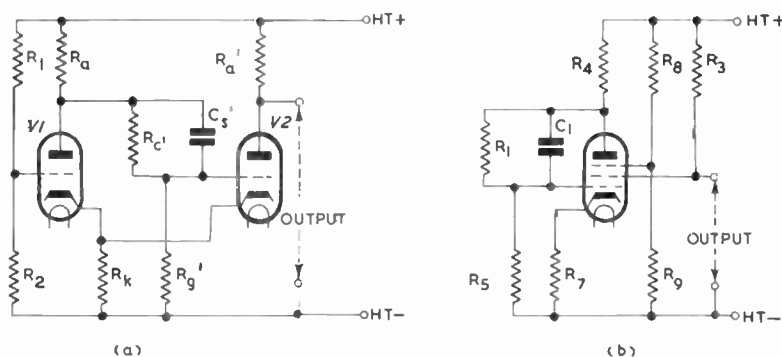 HT+
R1
Ra
Ra'
V1
Rc'
Cs'
V2
R2
Rk
Rg'
OUTPUT
HT−
(a)
HT+
R4
R8
R3
R1
C1
R5
R7
R9
OUTPUT
HT−
(b)